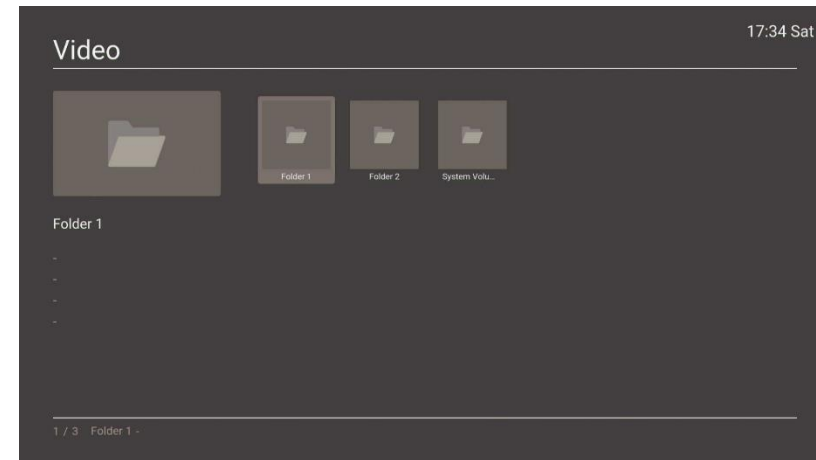 17:34 Sat
Video
Folder 1
Folder 2
System Volu...
Folder 1
-
-
-
-
1 / 3 Folder 1 -